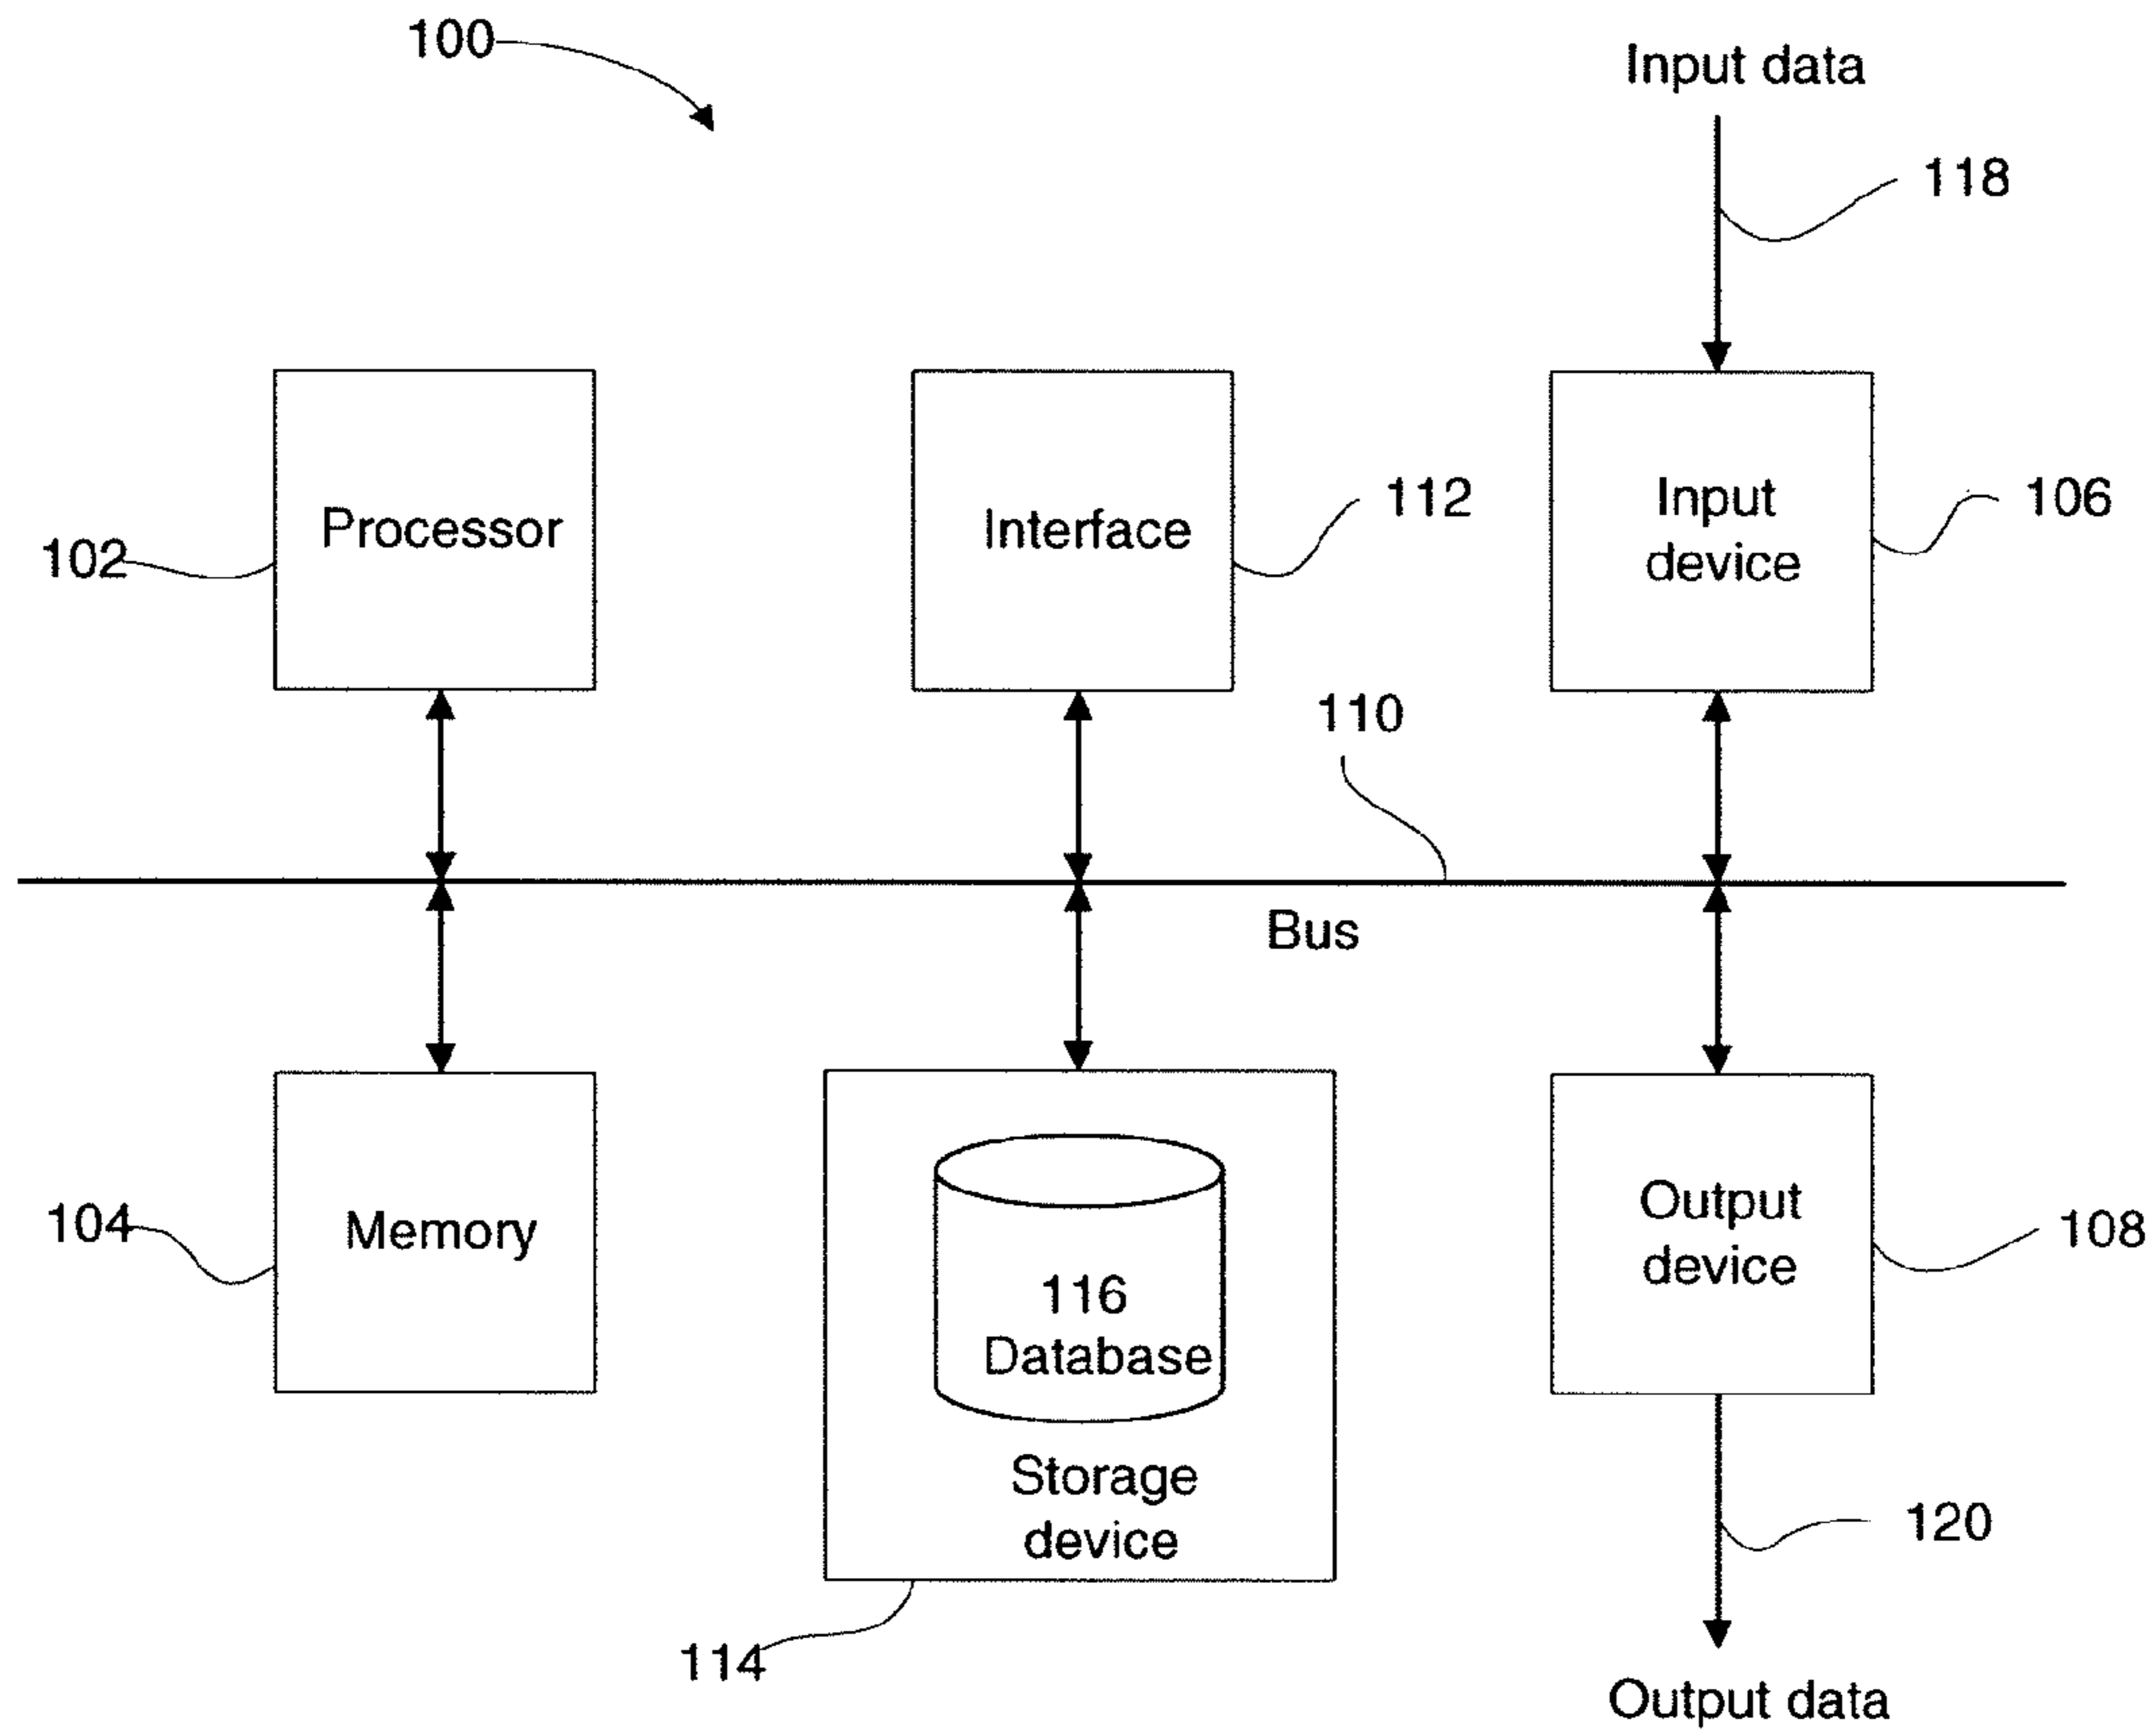 100
Input data
118
Processor
102
Interface
112
Input
device
106
110
Bus
Memory
104
116
Database
Storage
device
114
Output
device
108
120
Output data